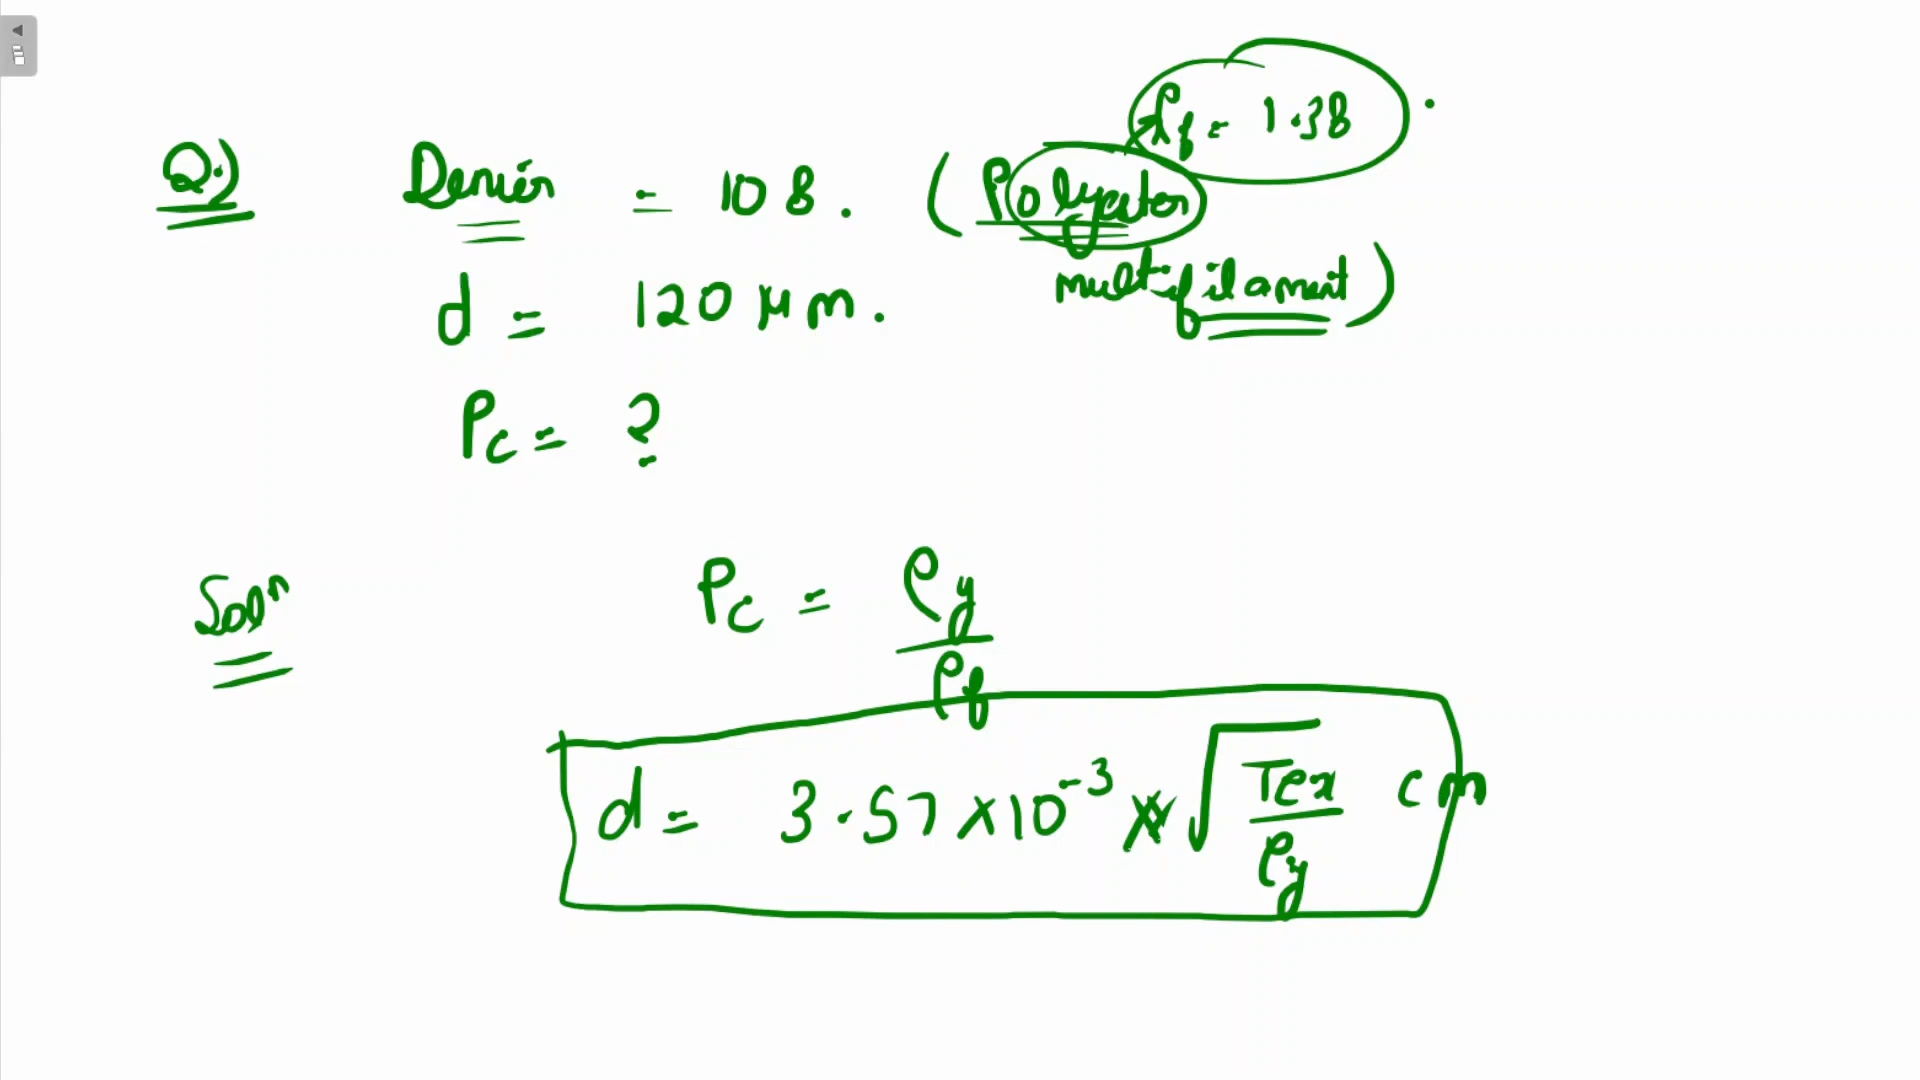 ρf = 1.38 .
Q.) Denier = 108. (Polyester
multifilament)
d = 120 μm.
Pc = ?
Solⁿ Pc = ρy / ρf
d = 3.57 × 10⁻³ × √(Tex / ρy) cm